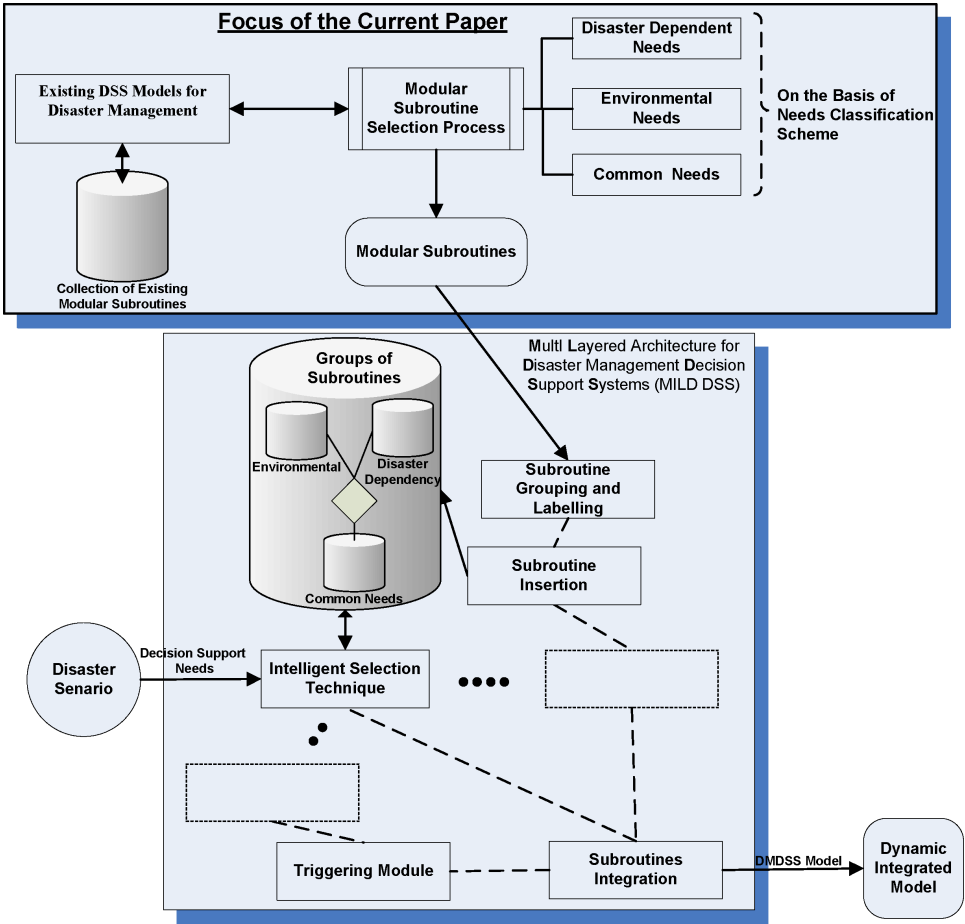 Focus of the Current Paper
Existing DSS Models for
Disaster Management
Modular
Subroutine
Selection Process
Disaster Dependent
Needs
Environmental
Needs
Common Needs
On the Basis of
Needs Classification
Scheme
Collection of Existing
Modular Subroutines
Modular Subroutines
MultI Layered Architecture for
Disaster Management Decision
Support Systems (MILD DSS)
Groups of
Subroutines
Environmental
Disaster
Dependency
Common Needs
Subroutine
Grouping and
Labelling
Subroutine
Insertion
Disaster
Senario
Decision Support
Needs
Intelligent Selection
Technique
Triggering Module
Subroutines
Integration
DMDSS Model
Dynamic
Integrated
Model